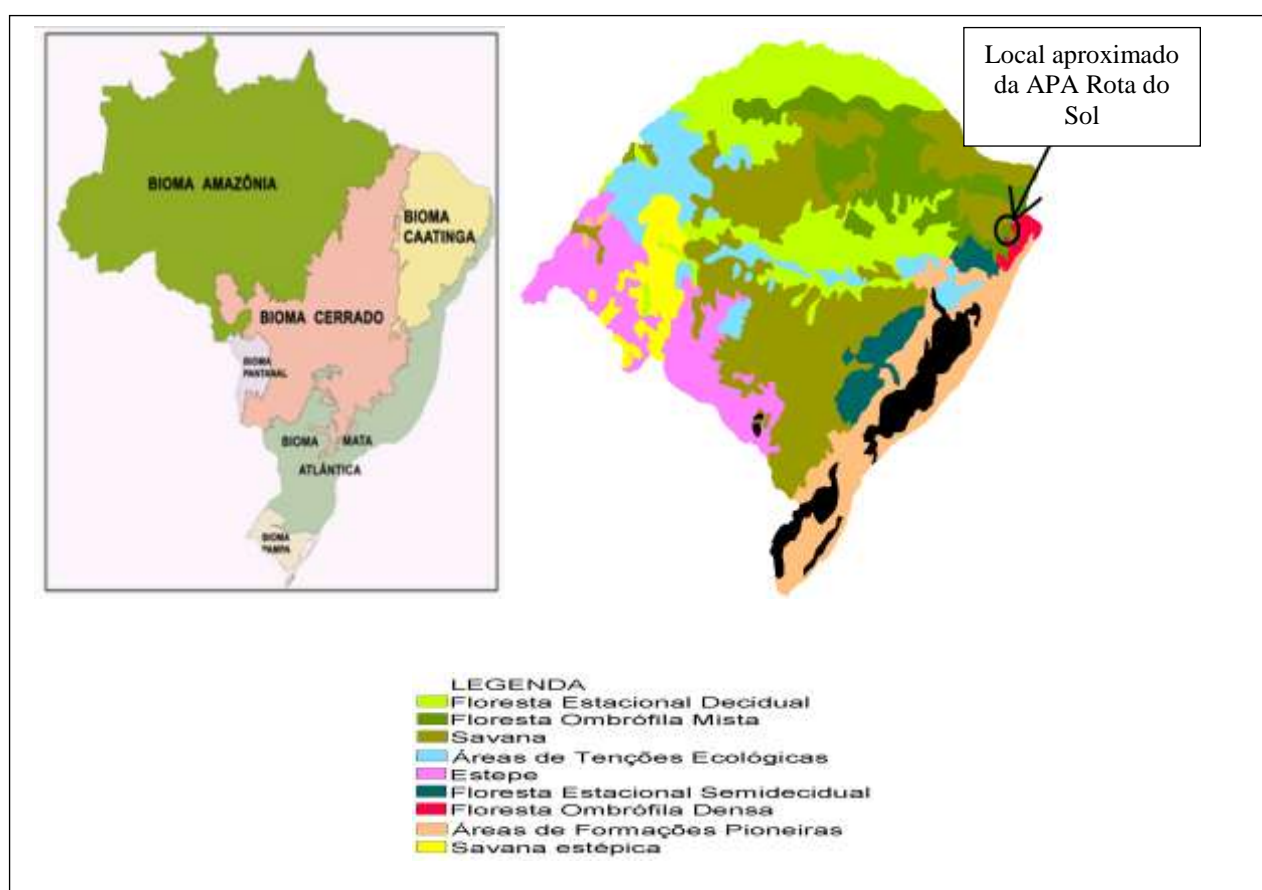 BIOMA AMAZÔNIA
BIOMA
CAATINGA
BIOMA CERRADO
BIOMA
PANTANAL
BIOMA MATA
ATLÂNTICA
BIOMA
PAMPA
Local aproximado
da APA Rota do
Sol
LEGENDA
Floresta Estacional Decidual
Floresta Ombrófila Mista
Savana
Áreas de Tenções Ecológicas
Estepe
Floresta Estacional Semidecidual
Floresta Ombrófila Densa
Áreas de Formações Pioneiras
Savana estépica